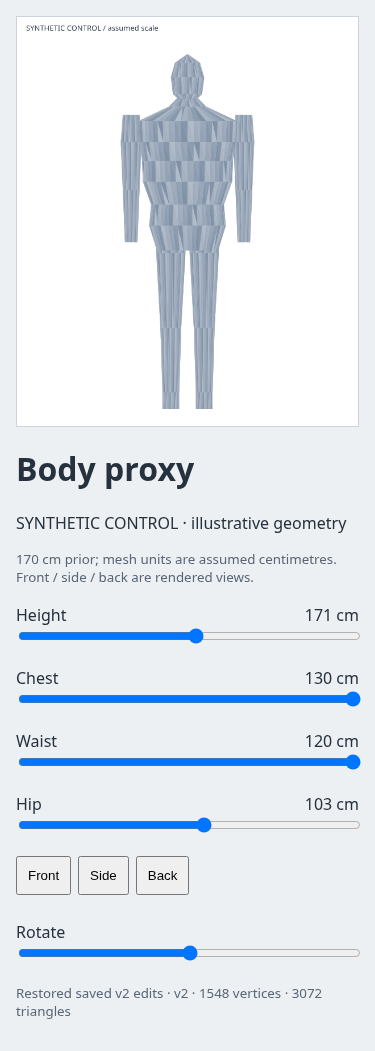 SYNTHETIC CONTROL / assumed scale
Body proxy
SYNTHETIC CONTROL · illustrative geometry
170 cm prior; mesh units are assumed centimetres.
Front / side / back are rendered views.
Height 171 cm
Chest 130 cm
Waist 120 cm
Hip 103 cm
Front Side Back
Rotate
Restored saved v2 edits · v2 · 1548 vertices · 3072
triangles